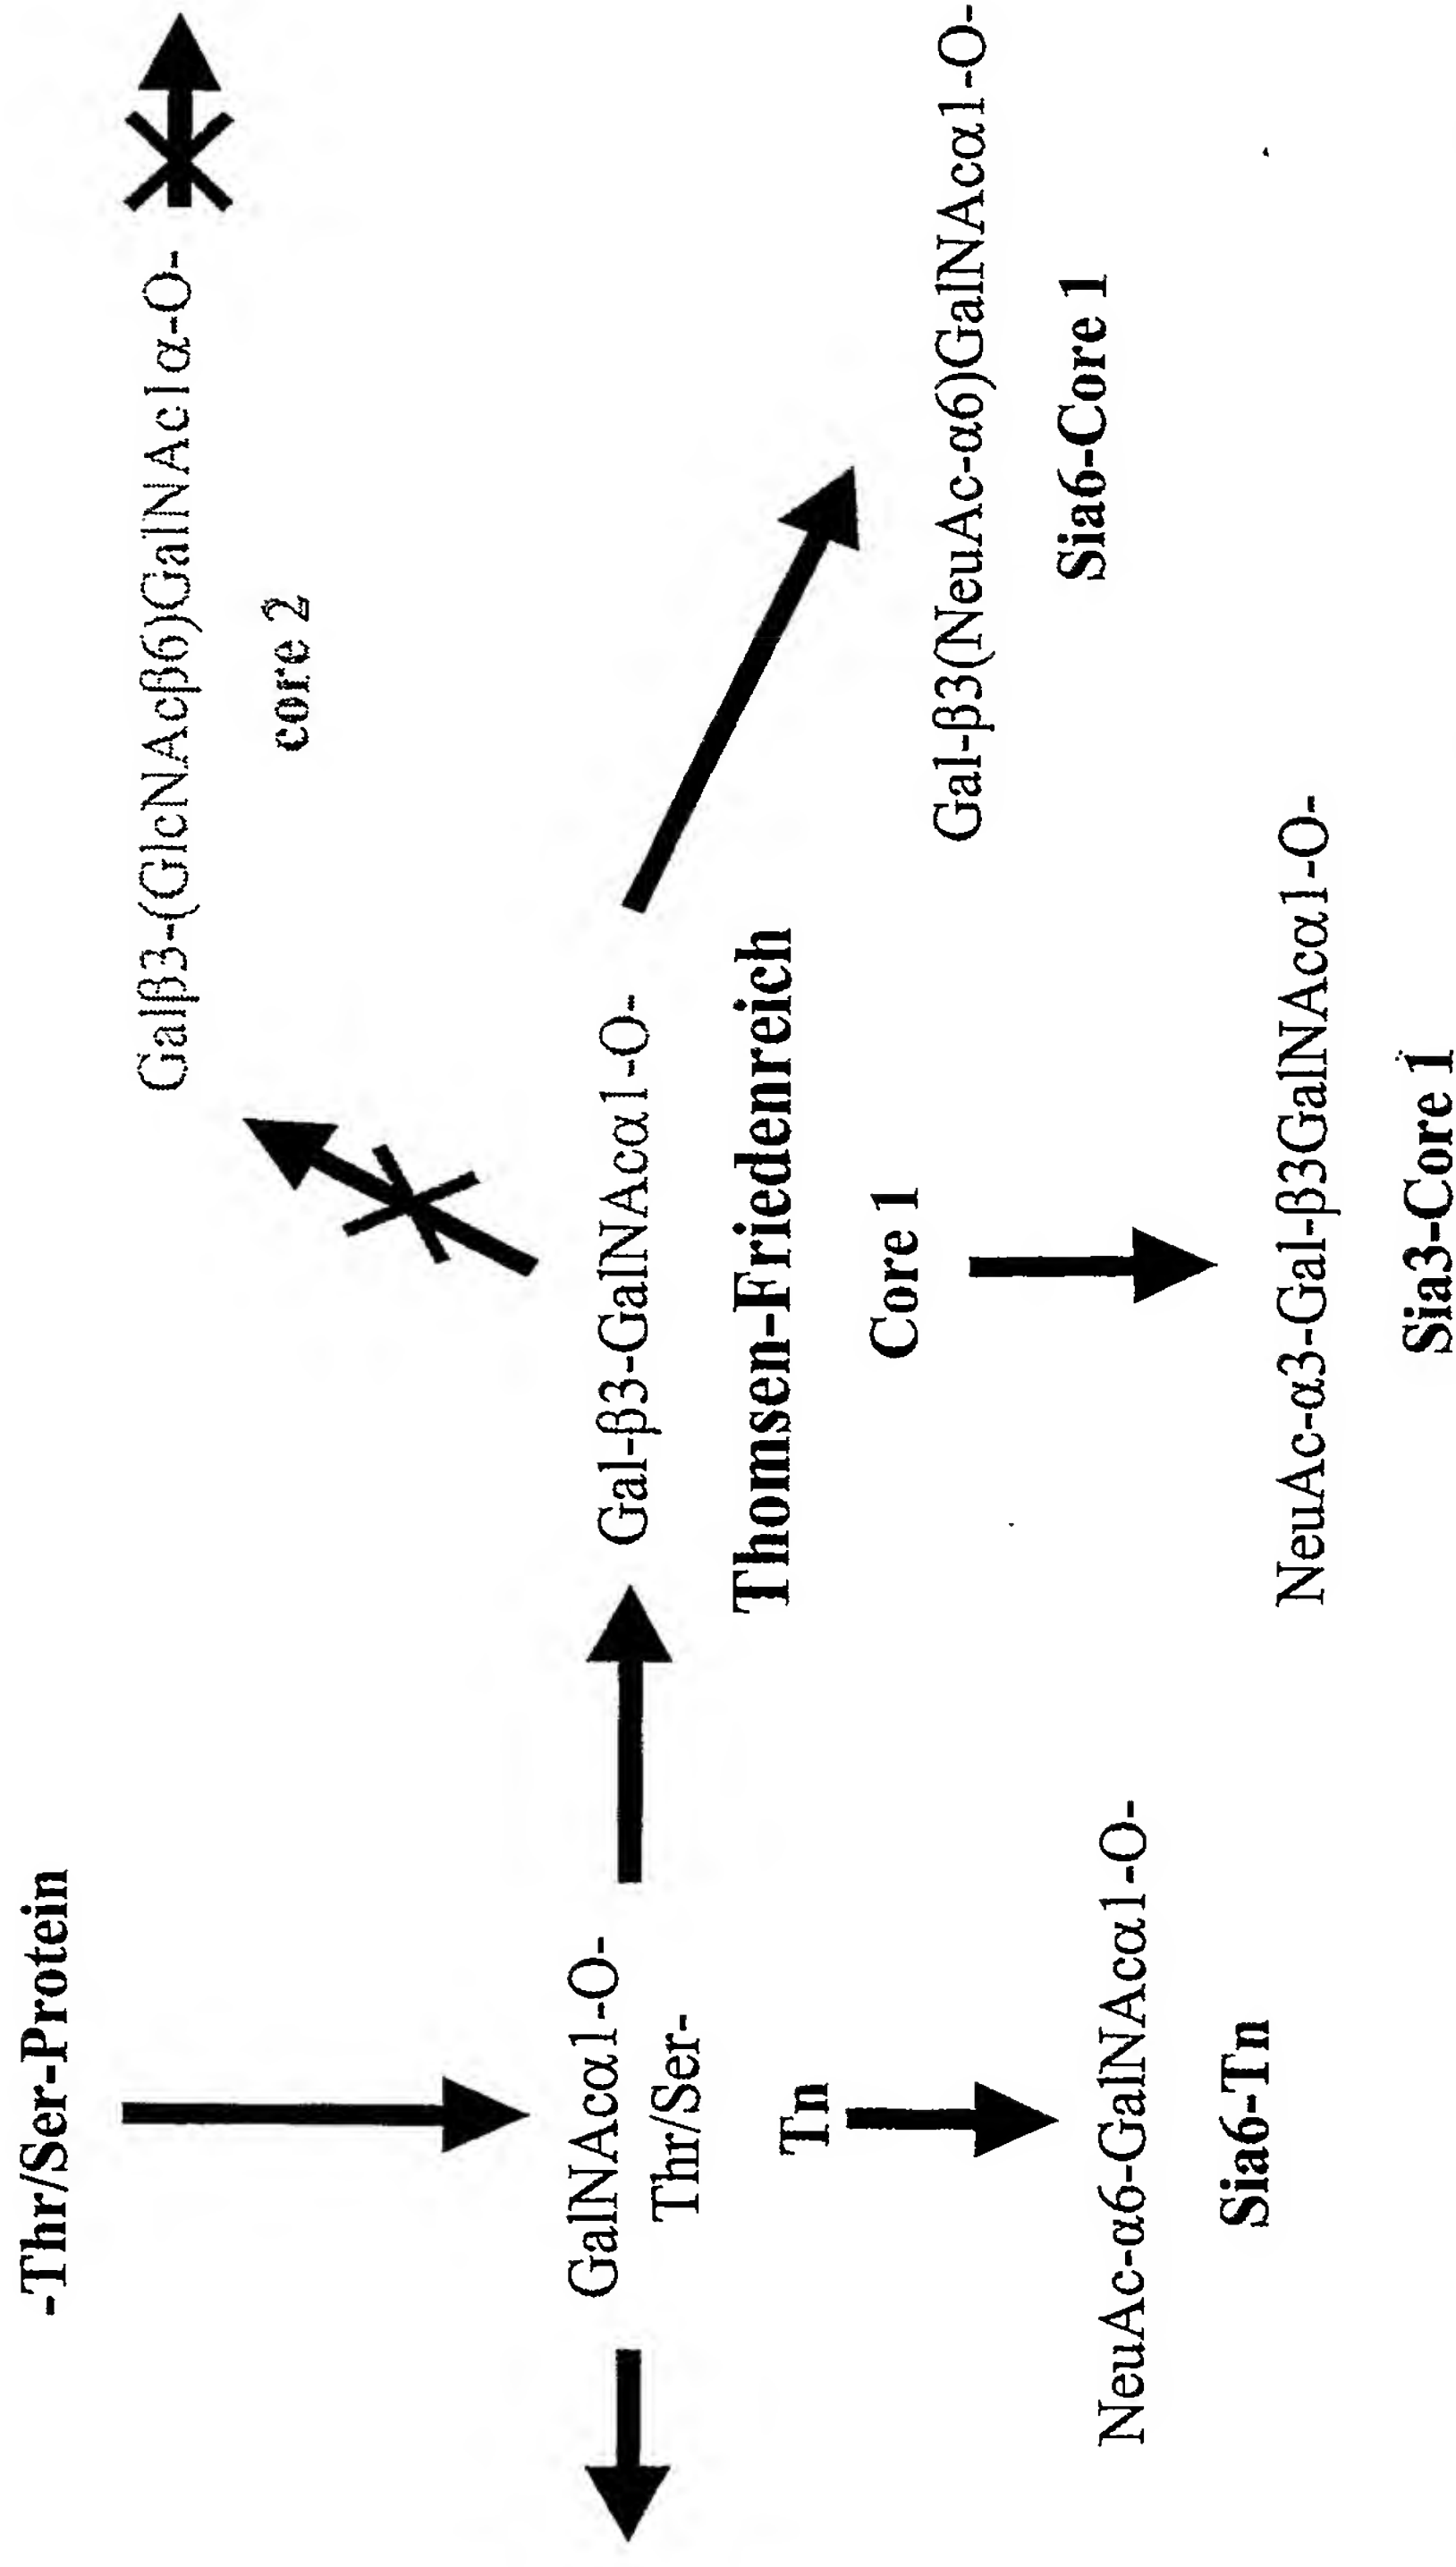 -Thr/Ser-Protein
Galβ3-(GlcNAcβ6)GalNAc1α-O-
core 2
GalNAcα1-O-
Thr/Ser-
Tn
Gal-β3-GalNAcα1-O-
Thomsen-Friedenreich
Core 1
NeuAc-α6-GalNAcα1-O-
Sia6-Tn
NeuAc-α3-Gal-β3GalNAcα1-O-
Sia3-Core 1
Gal-β3(NeuAc-α6)GalNAcα1-O-
Sia6-Core 1